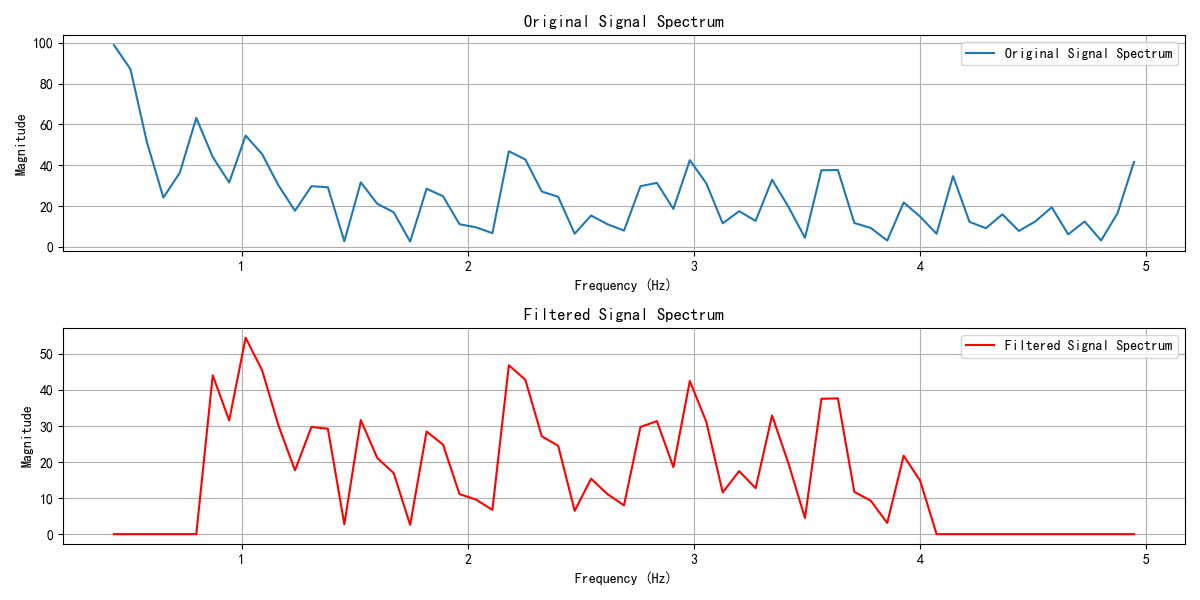 Original Signal Spectrum
100
80
60
40
20
0
Magnitude
Original Signal Spectrum
1 2 3 4 5
Frequency (Hz)
Filtered Signal Spectrum
50
40
30
20
10
0
Magnitude
Filtered Signal Spectrum
1 2 3 4 5
Frequency (Hz)